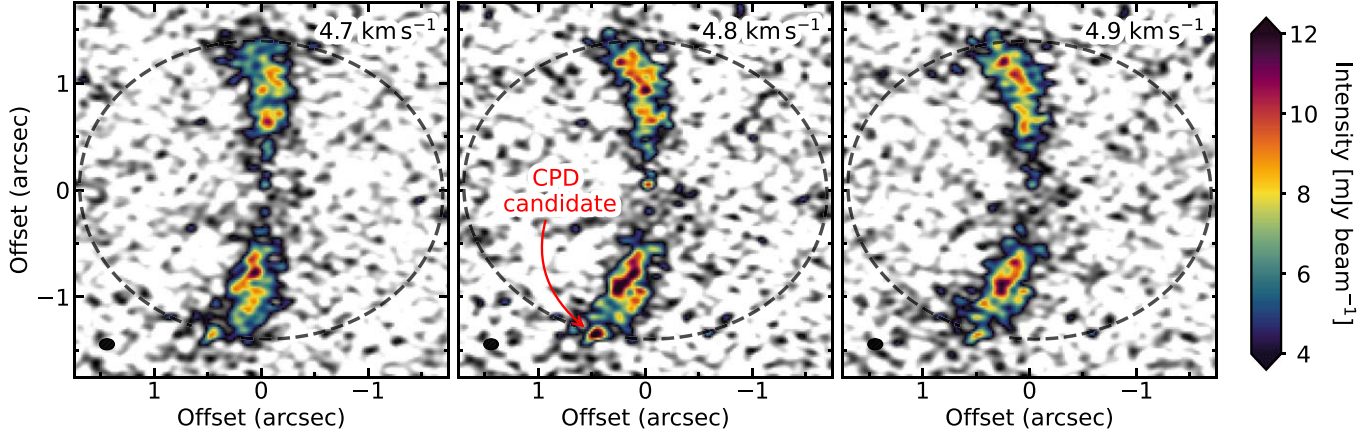 4.7 km s⁻¹
4.8 km s⁻¹
4.9 km s⁻¹
CPD
candidate
Offset (arcsec)
1
0
−1
1
0
−1
1
0
−1
1
0
−1
Offset (arcsec)
Offset (arcsec)
Offset (arcsec)
12
10
8
6
4
Intensity [mJy beam⁻¹]